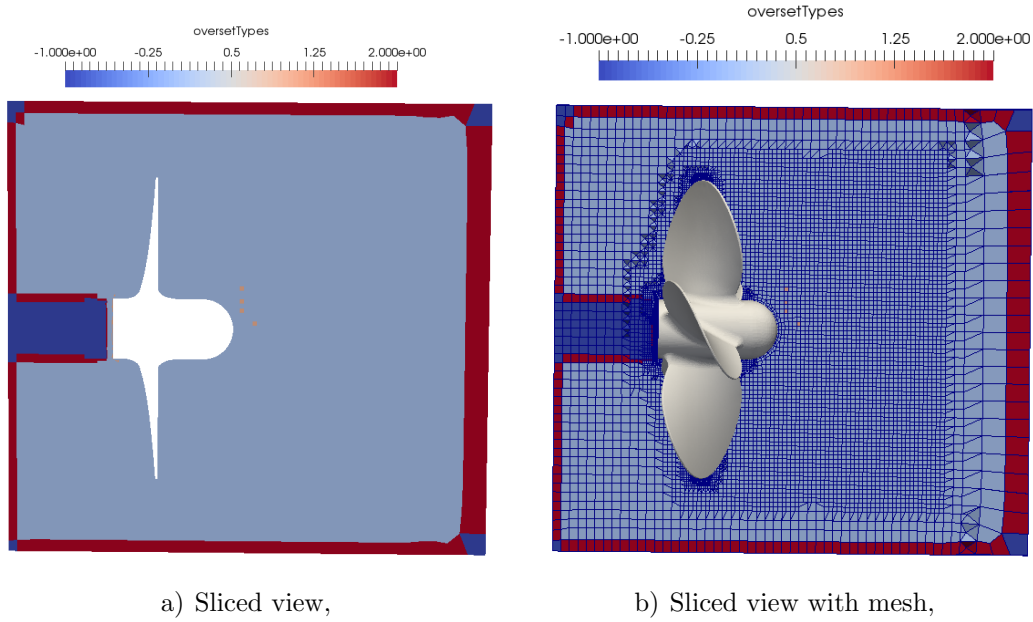 oversetTypes
-1.000e+00 -0.25 0.5 1.25 2.000e+00
oversetTypes
-1.000e+00 -0.25 0.5 1.25 2.000e+00
a) Sliced view,
b) Sliced view with mesh,